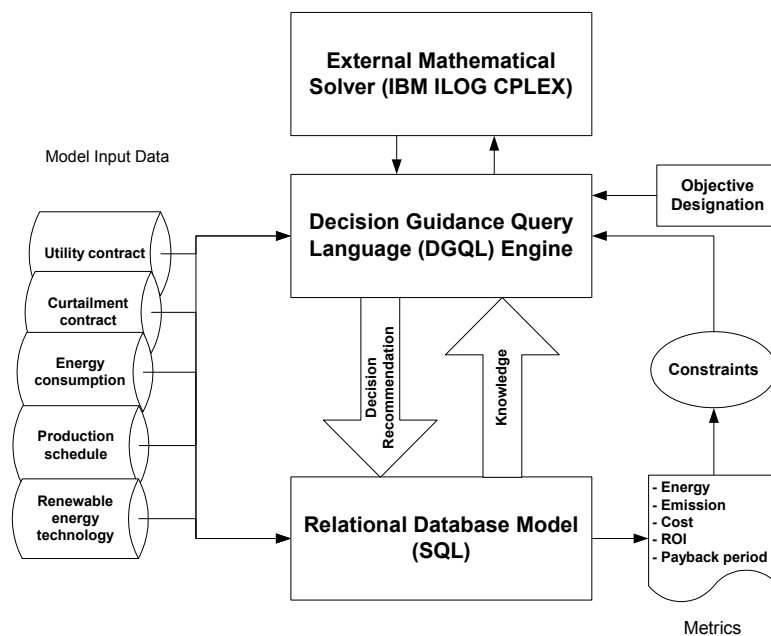 External Mathematical
Solver (IBM ILOG CPLEX)
Model Input Data
Objective
Designation
Decision Guidance Query
Language (DGQL) Engine
Utility contract
Curtailment
contract
Energy
consumption
Production
schedule
Renewable
energy
technology
Decision
Recommendation
Knowledge
Constraints
Relational Database Model
(SQL)
- Energy
- Emission
- Cost
- ROI
- Payback period
Metrics